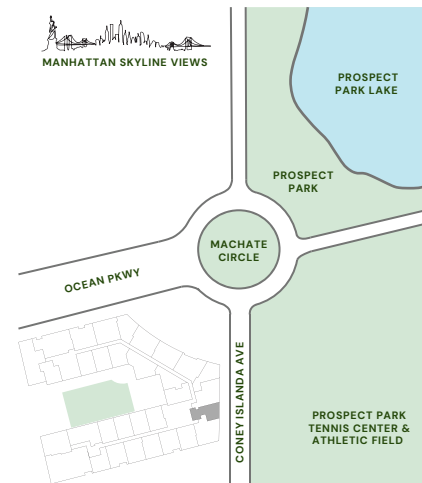 MANHATTAN SKYLINE VIEWS
PROSPECT
PARK LAKE
PROSPECT
PARK
MACHATE
CIRCLE
OCEAN PKWY
CONEY ISLANDA AVE
PROSPECT PARK
TENNIS CENTER &
ATHLETIC FIELD